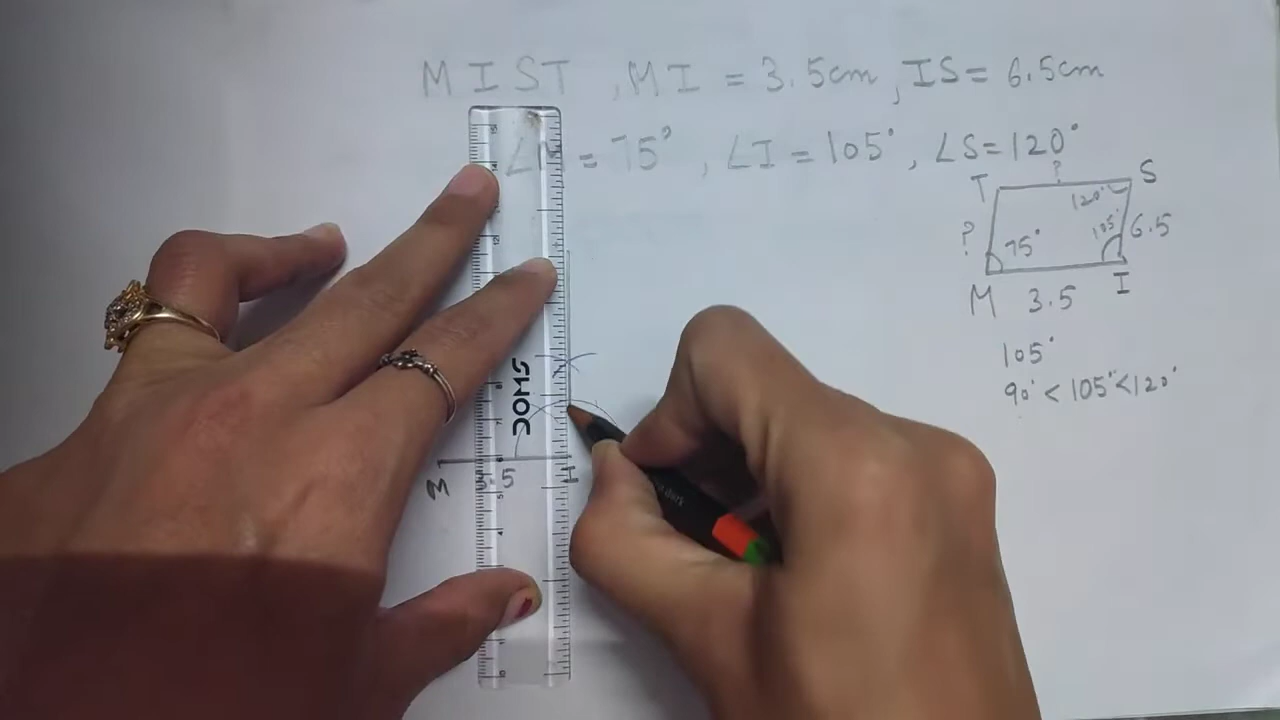 MIST , MI = 3.5cm , IS = 6.5cm
∠M = 75° , ∠I = 105° , ∠S = 120°
T ? S
120°
? 75° 105° 6.5
M 3.5 I
105°
90° < 105° < 120°
DOMS
M 3.5 I